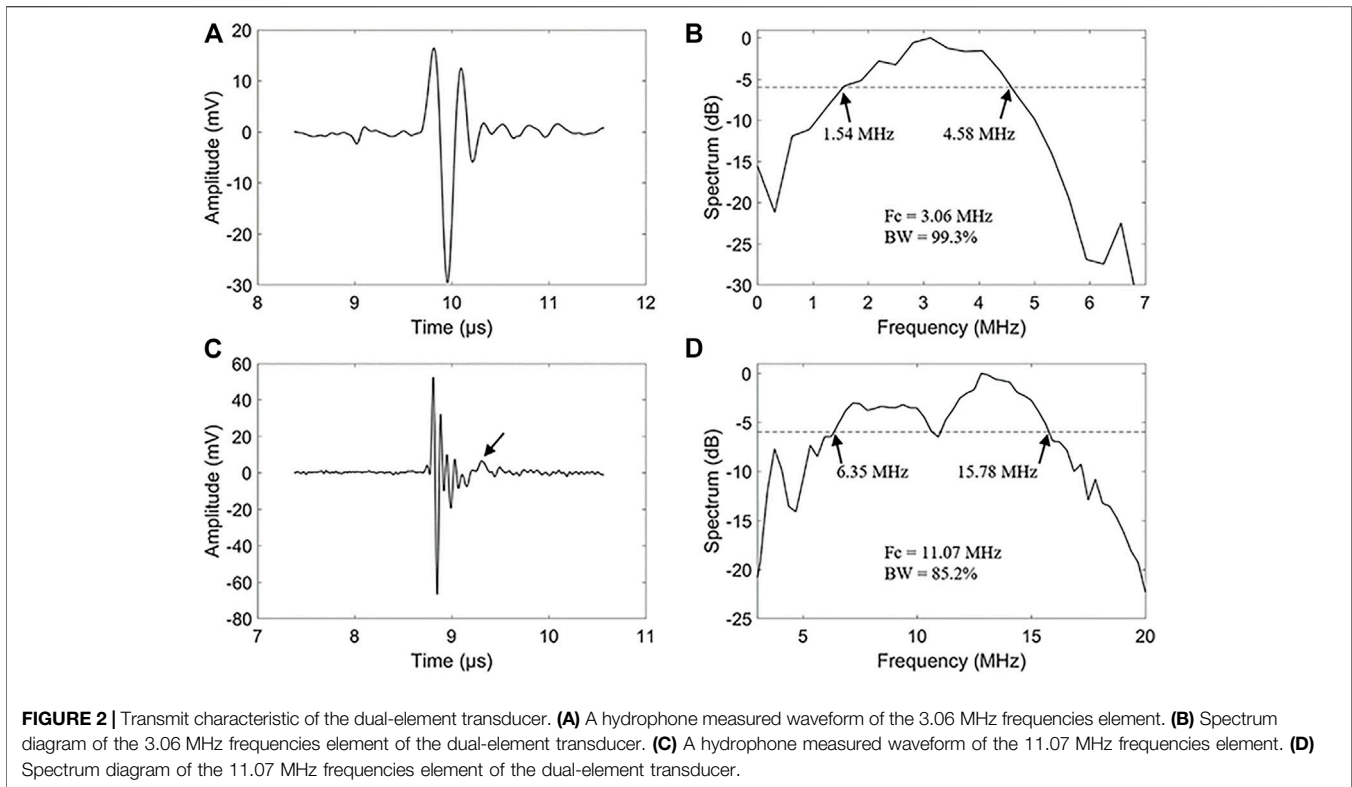 A
20
10
0
-10
-20
-30
Amplitude (mV)
8
9
10
11
12
Time (µs)
B
0
-5
-10
-15
-20
-25
-30
Spectrum (dB)
1.54 MHz
4.58 MHz
Fc = 3.06 MHz
BW = 99.3%
0
1
2
3
4
5
6
7
Frequency (MHz)
C
60
40
20
0
-20
-40
-60
-80
Amplitude (mV)
7
8
9
10
11
Time (µs)
D
0
-5
-10
-15
-20
-25
Spectrum (dB)
6.35 MHz
15.78 MHz
Fc = 11.07 MHz
BW = 85.2%
5
10
15
20
Frequency (MHz)
FIGURE 2 | Transmit characteristic of the dual-element transducer. (A) A hydrophone measured waveform of the 3.06 MHz frequencies element. (B) Spectrum
diagram of the 3.06 MHz frequencies element of the dual-element transducer. (C) A hydrophone measured waveform of the 11.07 MHz frequencies element. (D)
Spectrum diagram of the 11.07 MHz frequencies element of the dual-element transducer.